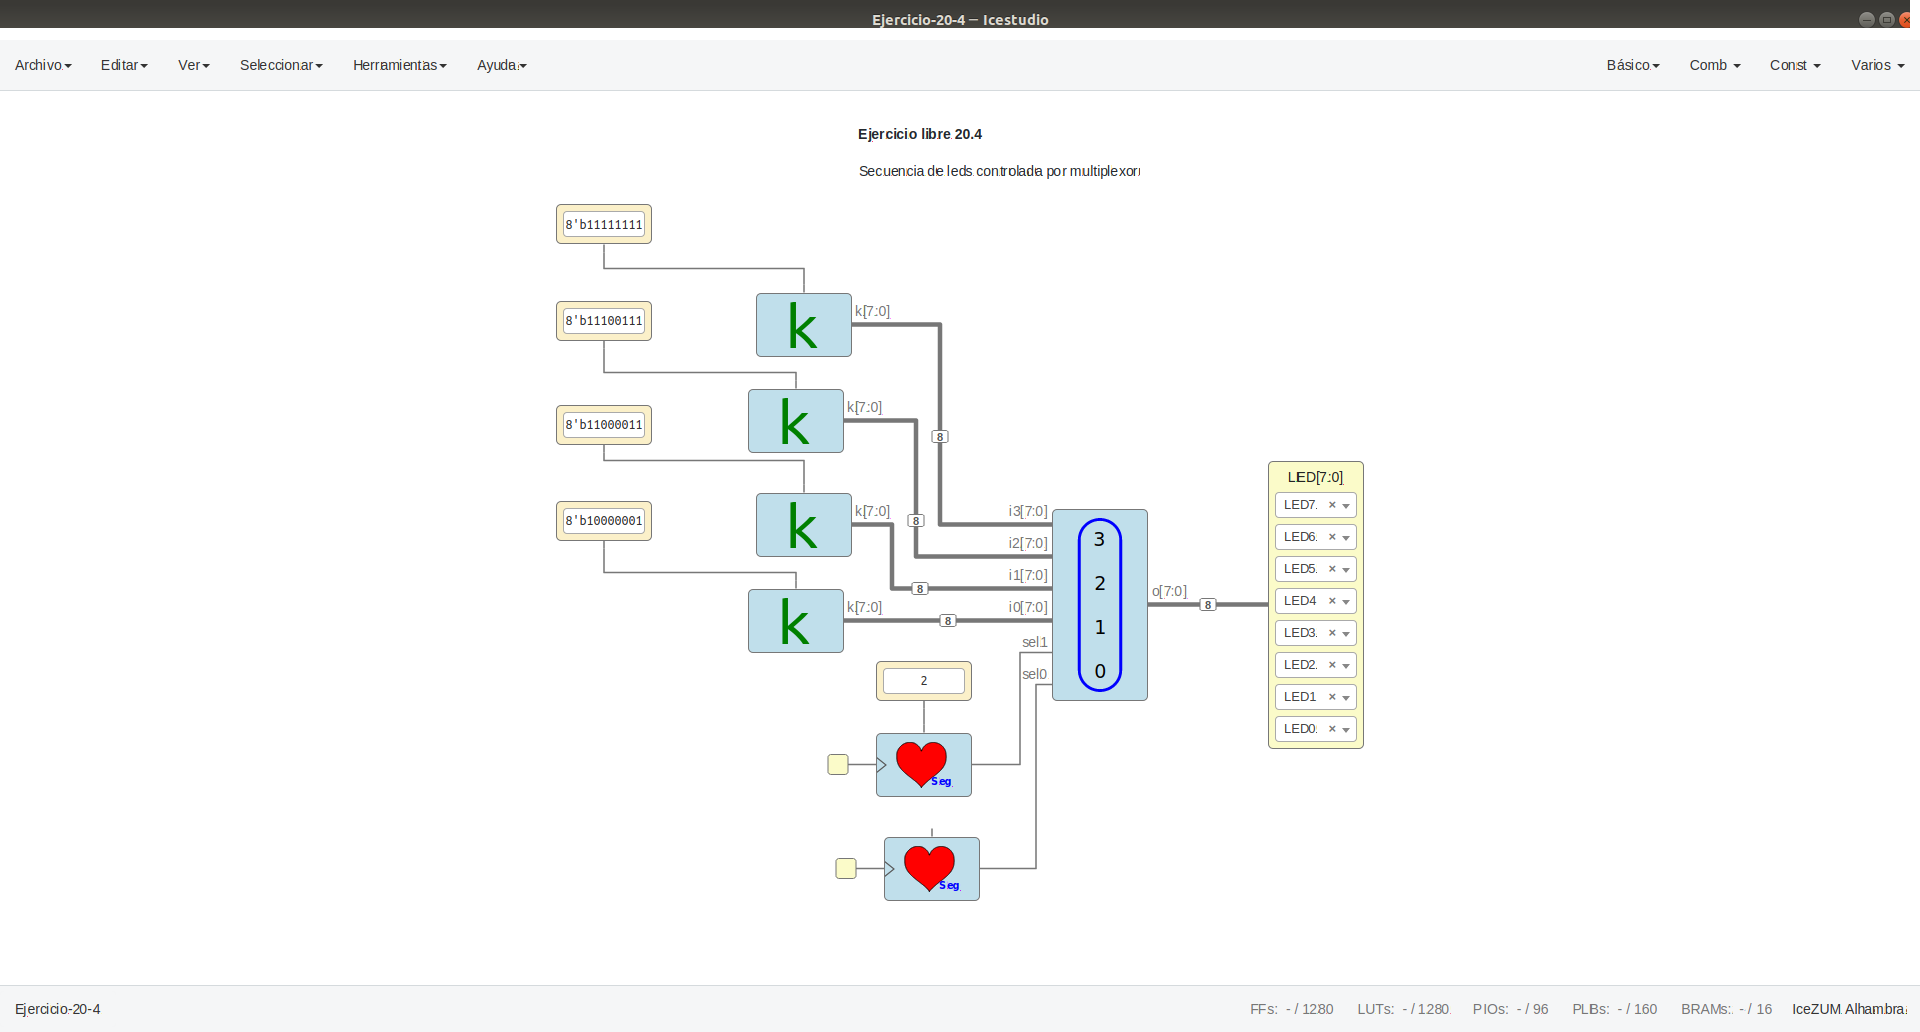 Ejercicio-20-4 — Icestudio
Archivo Editar Ver Seleccionar Herramientas Ayuda Básico Comb Const Varios
Ejercicio libre 20.4
Secuencia de leds controlada por multiplexor
8'b11111111
k
k[7:0]
8'b11100111
k
k[7:0]
8
8'b11000011
k
k[7:0]
8
8'b10000001
k
k[7:0]
8
8
i3[7:0]
i2[7:0]
i1[7:0]
i0[7:0]
sel1
sel0
3
2
1
0
o[7:0]
8
LED[7:0]
LED7
LED6
LED5
LED4
LED3
LED2
LED1
LED0
2
Seg
Seg
Ejercicio-20-4 FFs: - / 1280 LUTs: - / 1280 PIOs: - / 96 PLBs: - / 160 BRAMs: - / 16 IceZUM Alhambra